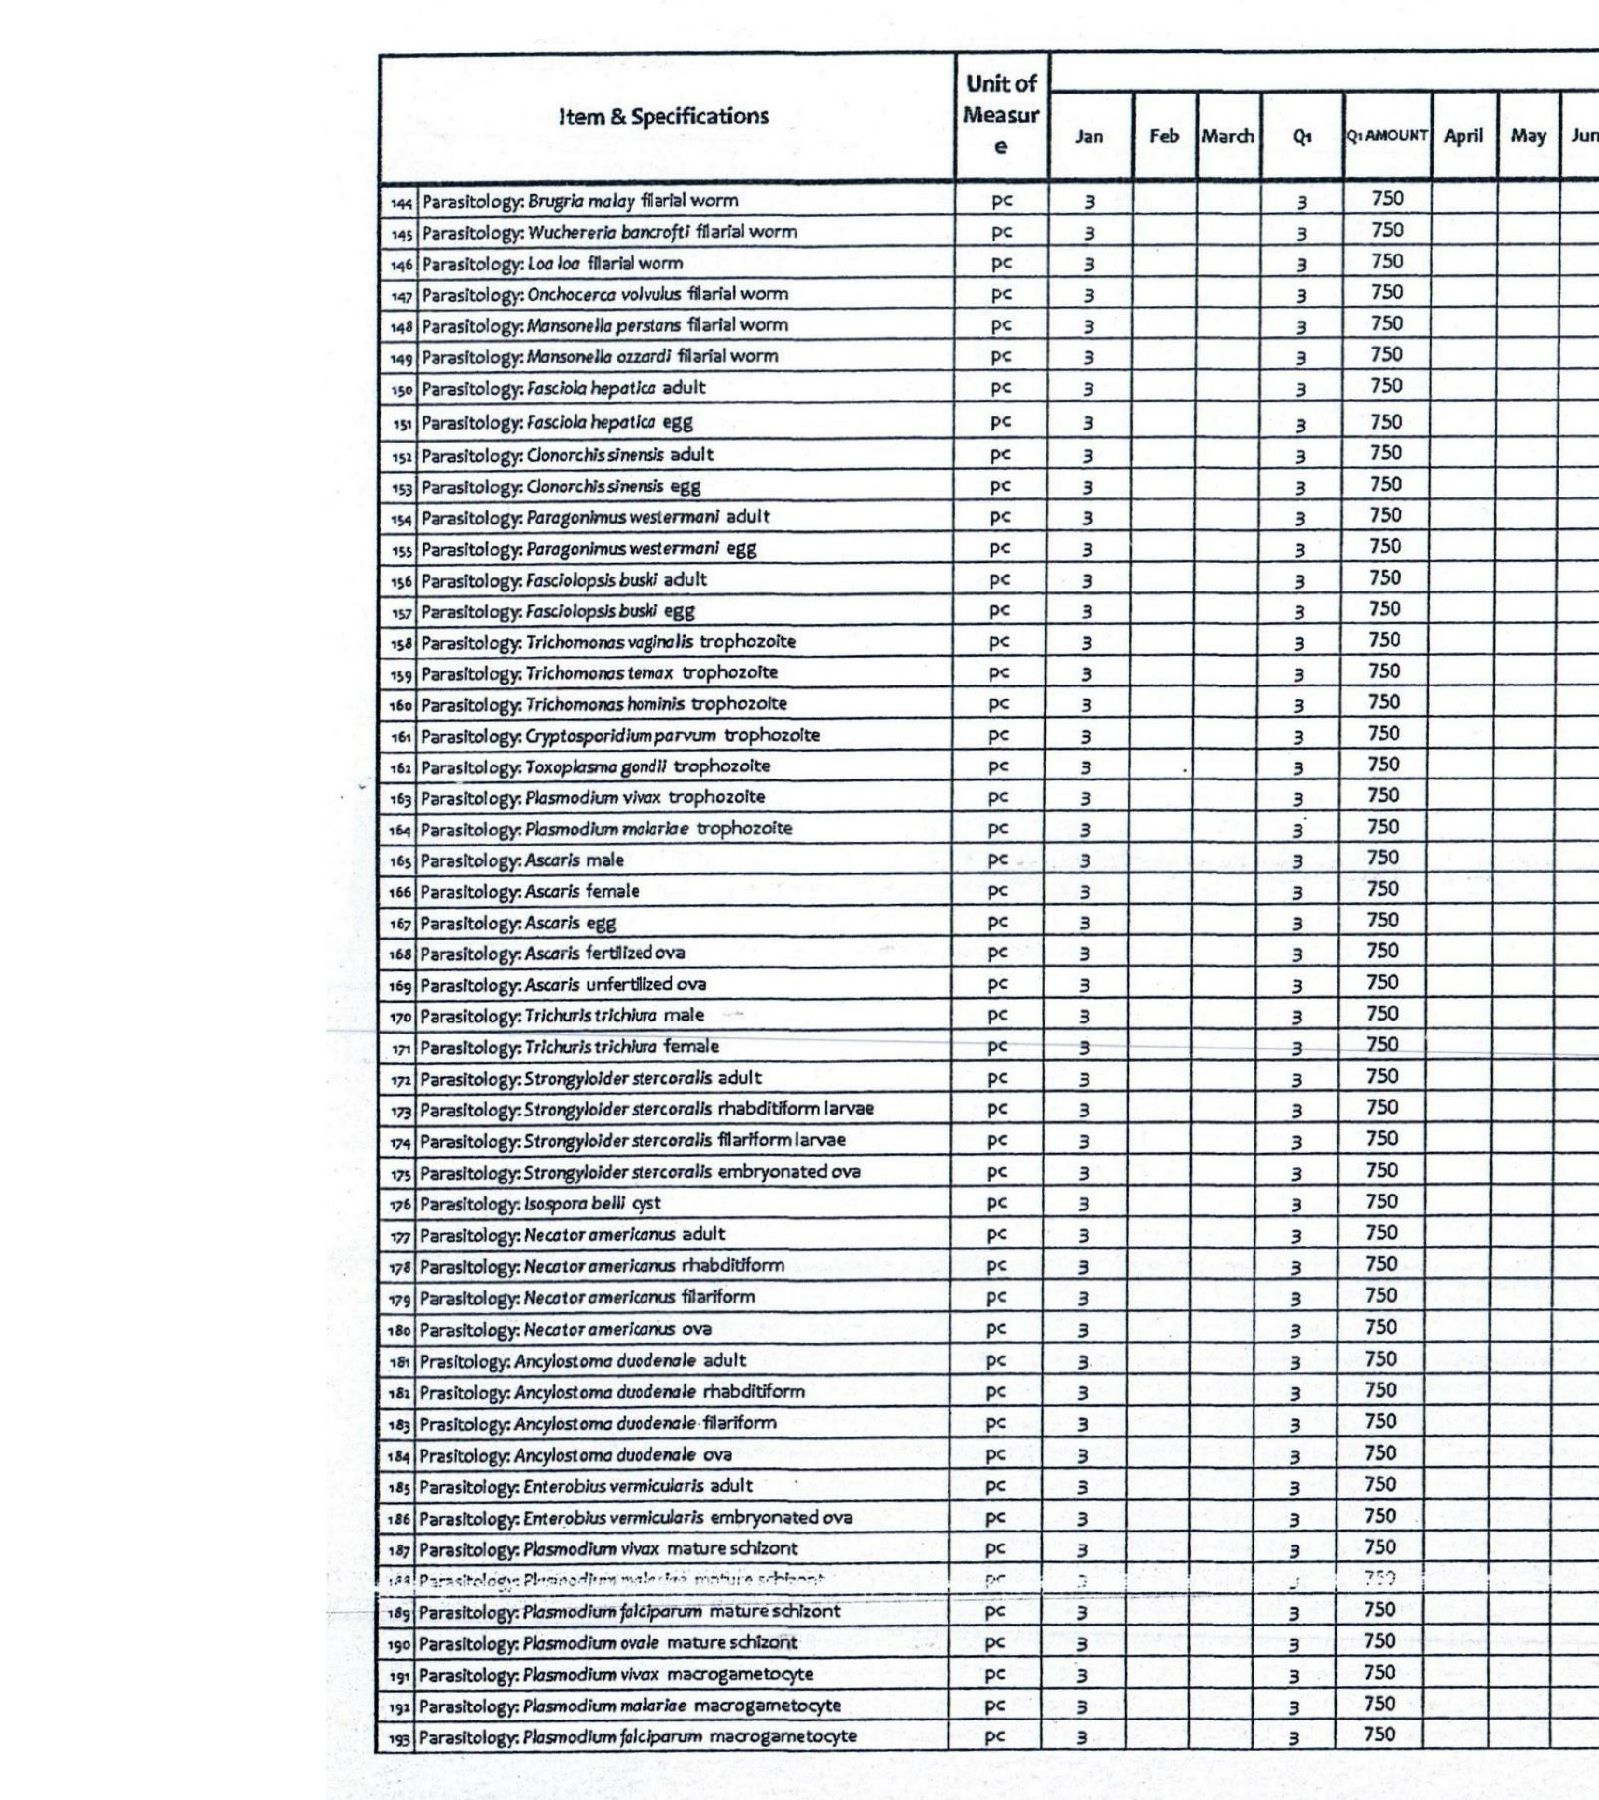 Item & Specifications Unit of Measur e Jan Feb March Q1 Q1 AMOUNT April May Jun
144 Parasitology: Brugria malay filarial worm pc 3 3 750
145 Parasitology: Wuchereria bancrofti filarial worm pc 3 3 750
146 Parasitology: Loa loa filarial worm pc 3 3 750
147 Parasitology: Onchocerca volvulus filarial worm pc 3 3 750
148 Parasitology: Mansonella perstans filarial worm pc 3 3 750
149 Parasitology: Mansonella ozzardi filarial worm pc 3 3 750
150 Parasitology: Fasciola hepatica adult pc 3 3 750
151 Parasitology: Fasciola hepatica egg pc 3 3 750
152 Parasitology: Clonorchis sinensis adult pc 3 3 750
153 Parasitology: Clonorchis sinensis egg pc 3 3 750
154 Parasitology: Paragonimus westermani adult pc 3 3 750
155 Parasitology: Paragonimus westermani egg pc 3 3 750
156 Parasitology: Fasciolopsis buski adult pc 3 3 750
157 Parasitology: Fasciolopsis buski egg pc 3 3 750
158 Parasitology: Trichomonas vaginalis trophozoite pc 3 3 750
159 Parasitology: Trichomonas temax trophozoite pc 3 3 750
160 Parasitology: Trichomonas hominis trophozoite pc 3 3 750
161 Parasitology: Cryptosporidium parvum trophozoite pc 3 3 750
162 Parasitology: Toxoplasma gondii trophozoite pc 3 3 750
163 Parasitology: Plasmodium vivax trophozoite pc 3 3 750
164 Parasitology: Plasmodium malariae trophozoite pc 3 3 750
165 Parasitology: Ascaris male pc 3 3 750
166 Parasitology: Ascaris female pc 3 3 750
167 Parasitology: Ascaris egg pc 3 3 750
168 Parasitology: Ascaris fertilized ova pc 3 3 750
169 Parasitology: Ascaris unfertilized ova pc 3 3 750
170 Parasitology: Trichuris trichiura male pc 3 3 750
171 Parasitology: Trichuris trichiura female pc 3 3 750
172 Parasitology: Strongyloider stercoralis adult pc 3 3 750
173 Parasitology: Strongyloider stercoralis rhabditiform larvae pc 3 3 750
174 Parasitology: Strongyloider stercoralis filariform larvae pc 3 3 750
175 Parasitology: Strongyloider stercoralis embryonated ova pc 3 3 750
176 Parasitology: Isospora belli cyst pc 3 3 750
177 Parasitology: Necator americanus adult pc 3 3 750
178 Parasitology: Necator americanus rhabditiform pc 3 3 750
179 Parasitology: Necator americanus filariform pc 3 3 750
180 Parasitology: Necator americanus ova pc 3 3 750
181 Prasitology: Ancylostoma duodenale adult pc 3 3 750
182 Prasitology: Ancylostoma duodenale rhabditiform pc 3 3 750
183 Prasitology: Ancylostoma duodenale filariform pc 3 3 750
184 Prasitology: Ancylostoma duodenale ova pc 3 3 750
185 Parasitology: Enterobius vermicularis adult pc 3 3 750
186 Parasitology: Enterobius vermicularis embryonated ova pc 3 3 750
187 Parasitology: Plasmodium vivax mature schizont pc 3 3 750
Parasitology: Plasmodium malariae mature schizont pc
189 Parasitology: Plasmodium falciparum mature schizont pc 3 3 750
190 Parasitology: Plasmodium ovale mature schizont pc 3 3 750
191 Parasitology: Plasmodium vivax macrogametocyte pc 3 3 750
192 Parasitology: Plasmodium malariae macrogametocyte pc 3 3 750
193 Parasitology: Plasmodium falciparum macrogametocyte pc 3 3 750